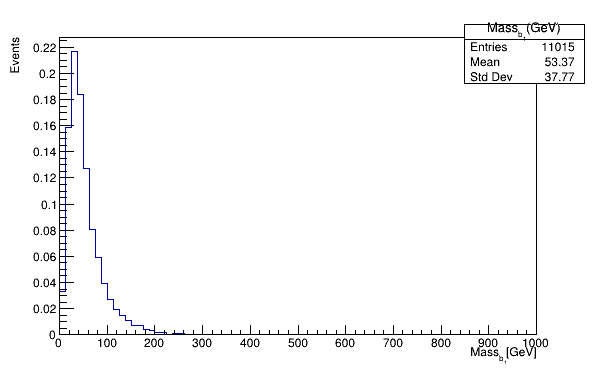 Mass_b_1(GeV)
Entries 11015
Mean 53.37
Std Dev 37.77
Events
0.22
0.2
0.18
0.16
0.14
0.12
0.1
0.08
0.06
0.04
0.02
0
0 100 200 300 400 500 600 700 800 900 1000
Mass_b_1[GeV]